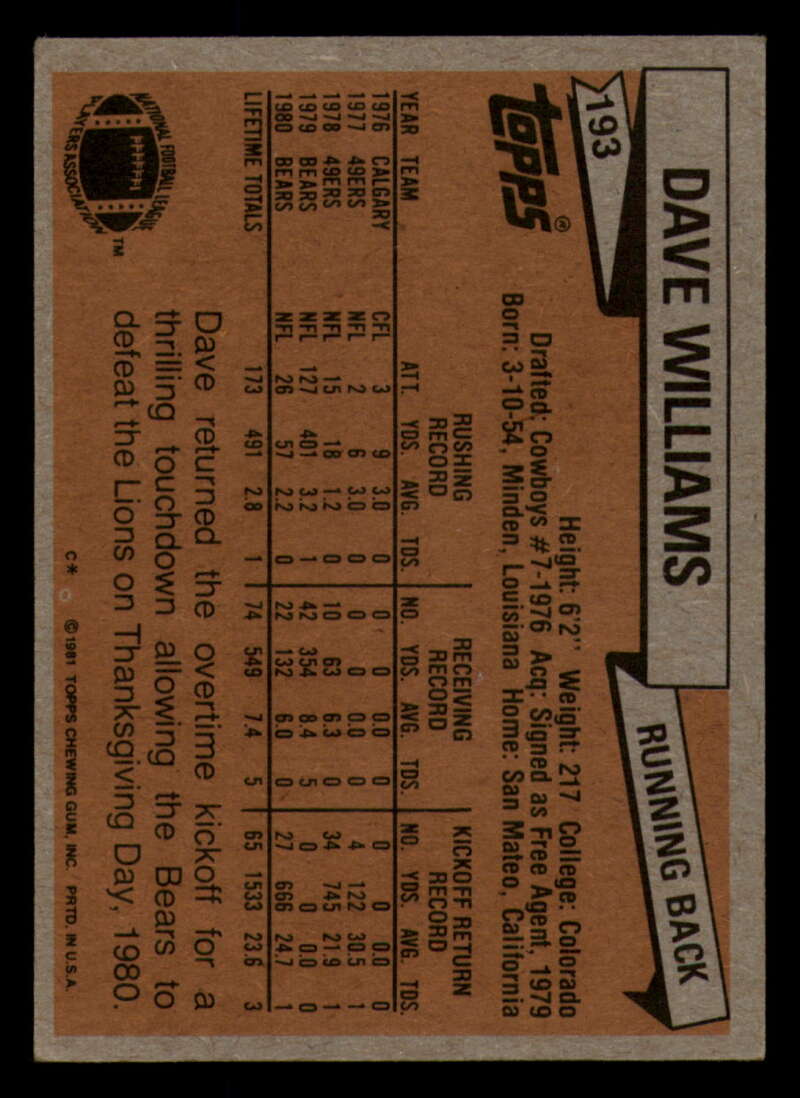 193
DAVE WILLIAMS
RUNNING BACK
topps®
Height: 6'2" Weight: 217 College: Colorado
Drafted: Cowboys #7-1976 Acq: Signed as Free Agent, 1979
Born: 3-10-54, Minden, Louisiana Home: San Mateo, California
RUSHING RECORD RECEIVING RECORD KICKOFF RETURN RECORD
YEAR TEAM ATT. YDS. AVG. TDS. NO. YDS. AVG. TDS. NO. YDS. AVG. TDS.
1976 CALGARY CFL 3 9 3.0 0 0 0 0.0 0 0 0 0.0 0
1977 49ERS NFL 2 6 3.0 0 0 0 0.0 0 4 122 30.5 1
1978 49ERS NFL 15 18 1.2 0 10 63 6.3 0 34 745 21.9 1
1979 BEARS NFL 127 401 3.2 1 42 354 8.4 5 0 0 0.0 0
1980 BEARS NFL 26 57 2.2 0 22 132 6.0 0 27 666 24.7 1
LIFETIME TOTALS 173 491 2.8 1 74 549 7.4 5 65 1533 23.6 3
NATIONAL FOOTBALL LEAGUE
PLAYERS ASSOCIATION
TM
Dave returned the overtime kickoff for a
thrilling touchdown allowing the Bears to
defeat the Lions on Thanksgiving Day, 1980.
C* ©1981 TOPPS CHEWING GUM, INC. PRTD. IN U.S.A.